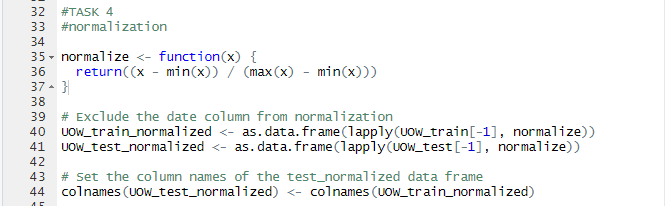 32 #TASK 4
33 #normalization
34
35 normalize <- function(x) {
36   return((x - min(x)) / (max(x) - min(x)))
37 }
38
39 # Exclude the date column from normalization
40 UOW_train_normalized <- as.data.frame(lapply(UOW_train[-1], normalize))
41 UOW_test_normalized <- as.data.frame(lapply(UOW_test[-1], normalize))
42
43 # Set the column names of the test_normalized data frame
44 colnames(UOW_test_normalized) <- colnames(UOW_train_normalized)